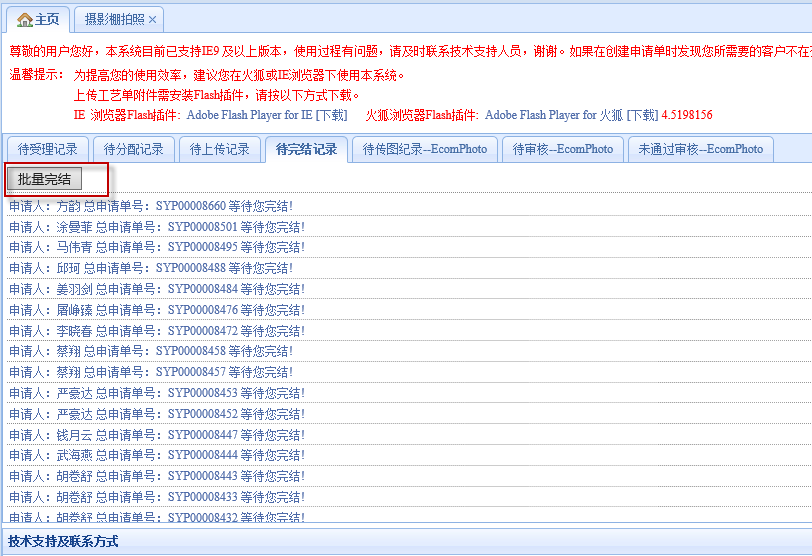 主页 摄影棚拍照 ×
尊敬的用户您好，本系统目前已支持IE9 及以上版本，使用过程有问题，请及时联系技术支持人员，谢谢。如果在创建申请单时发现您所需要的客户不在
温馨提示： 为提高您的使用效率，建议您在火狐或IE浏览器下使用本系统。
上传工艺单附件需安装Flash插件，请按以下方式下载。
IE 浏览器Flash插件: Adobe Flash Player for IE [下载] 火狐浏览器Flash插件: Adobe Flash Player for 火狐 [下载] 4.5198156
待受理记录 待分配记录 待上传记录 待完结记录 待传图纪录--EcomPhoto 待审核--EcomPhoto 未通过审核--EcomPhoto
批量完结
申请人：方韵 总申请单号：SYP00008660 等待您完结!
申请人：涂曼菲 总申请单号：SYP00008501 等待您完结!
申请人：马伟青 总申请单号：SYP00008495 等待您完结!
申请人：邱珂 总申请单号：SYP00008488 等待您完结!
申请人：姜羽剑 总申请单号：SYP00008484 等待您完结!
申请人：屠峥臻 总申请单号：SYP00008476 等待您完结!
申请人：李晓春 总申请单号：SYP00008472 等待您完结!
申请人：蔡翔 总申请单号：SYP00008458 等待您完结!
申请人：蔡翔 总申请单号：SYP00008457 等待您完结!
申请人：严豪达 总申请单号：SYP00008453 等待您完结!
申请人：严豪达 总申请单号：SYP00008452 等待您完结!
申请人：钱月云 总申请单号：SYP00008447 等待您完结!
申请人：武海燕 总申请单号：SYP00008444 等待您完结!
申请人：胡卷舒 总申请单号：SYP00008443 等待您完结!
申请人：胡卷舒 总申请单号：SYP00008433 等待您完结!
申请人：胡卷舒 总申请单号：SYP00008432 等待您完结!
技术支持及联系方式